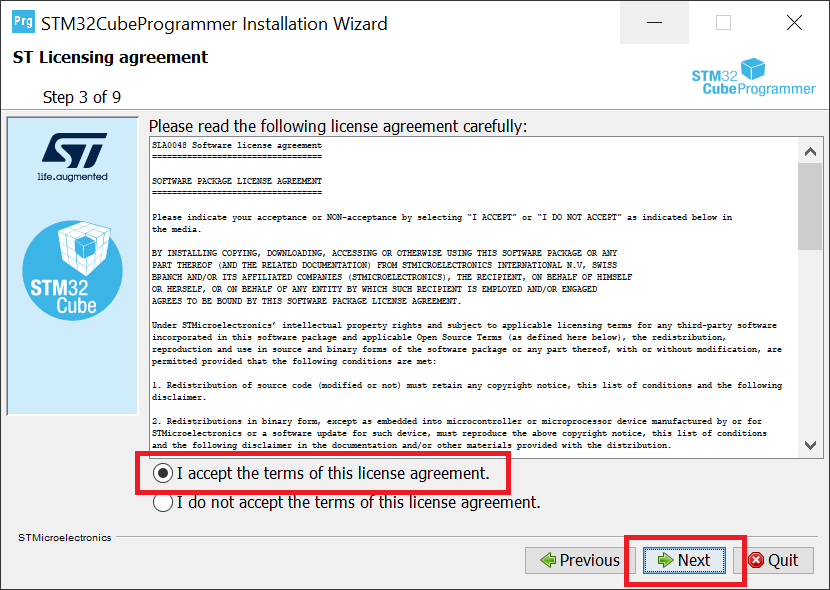 Prg STM32CubeProgrammer Installation Wizard
ST Licensing agreement
Step 3 of 9
STM32
CubeProgrammer
ST
life.augmented
STM32
Cube
Please read the following license agreement carefully:
SLA0048 Software license agreement
==================================
SOFTWARE PACKAGE LICENSE AGREEMENT
==================================
Please indicate your acceptance or NON-acceptance by selecting “I ACCEPT” or “I DO NOT ACCEPT” as indicated below in
the media.
BY INSTALLING COPYING, DOWNLOADING, ACCESSING OR OTHERWISE USING THIS SOFTWARE PACKAGE OR ANY
PART THEREOF (AND THE RELATED DOCUMENTATION) FROM STMICROELECTRONICS INTERNATIONAL N.V, SWISS
BRANCH AND/OR ITS AFFILIATED COMPANIES (STMICROELECTRONICS), THE RECIPIENT, ON BEHALF OF HIMSELF
OR HERSELF, OR ON BEHALF OF ANY ENTITY BY WHICH SUCH RECIPIENT IS EMPLOYED AND/OR ENGAGED
AGREES TO BE BOUND BY THIS SOFTWARE PACKAGE LICENSE AGREEMENT.
Under STMicroelectronics’ intellectual property rights and subject to applicable licensing terms for any third-party software
incorporated in this software package and applicable Open Source Terms (as defined here below), the redistribution,
reproduction and use in source and binary forms of the software package or any part thereof, with or without modification, are
permitted provided that the following conditions are met:
1. Redistribution of source code (modified or not) must retain any copyright notice, this list of conditions and the following
disclaimer.
2. Redistributions in binary form, except as embedded into microcontroller or microprocessor device manufactured by or for
STMicroelectronics or a software update for such device, must reproduce the above copyright notice, this list of conditions
and the following disclaimer in the documentation and/or other materials provided with the distribution.
I accept the terms of this license agreement.
I do not accept the terms of this license agreement.
STMicroelectronics
Previous Next Quit